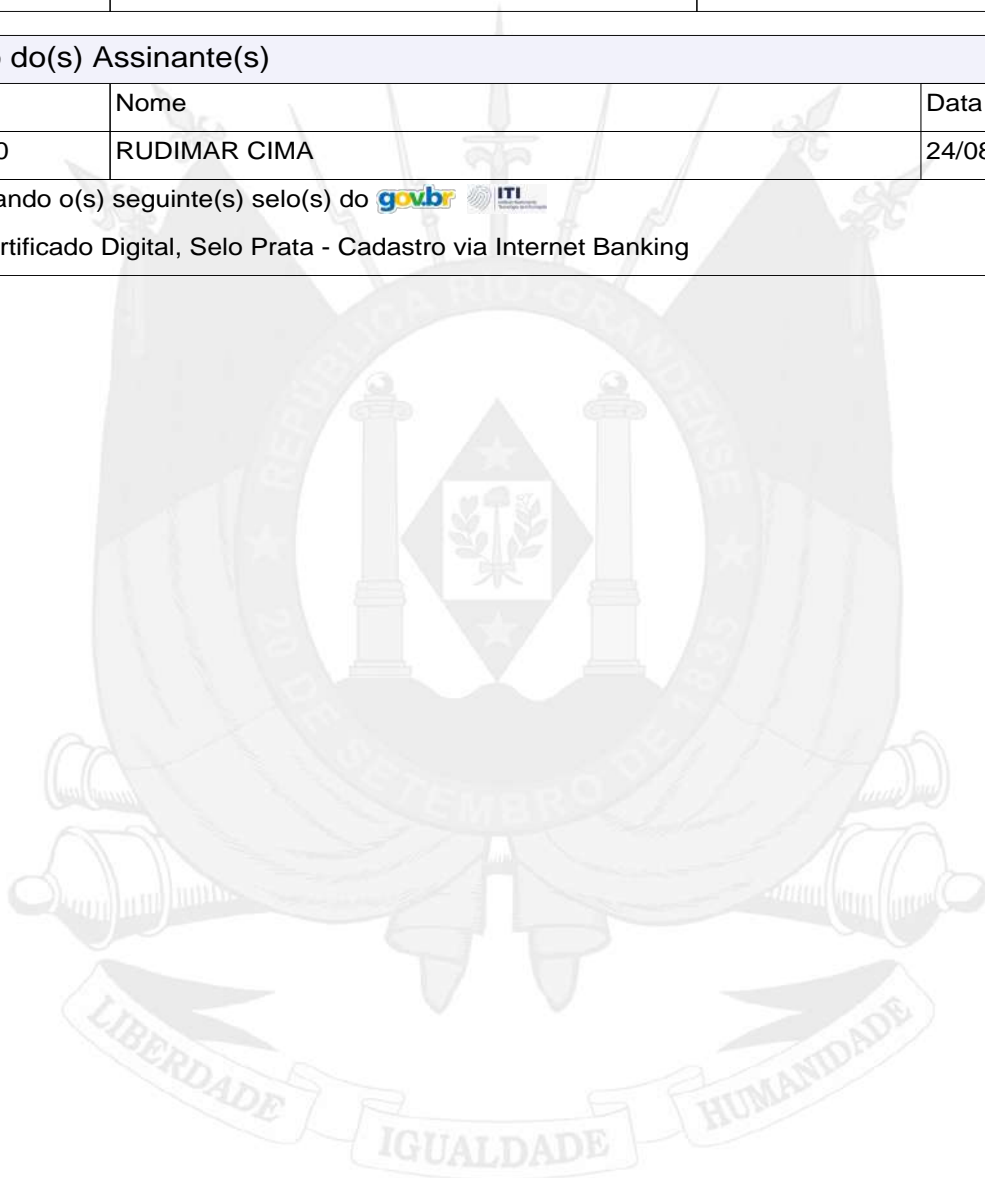 do(s) Assinante(s)
Nome
Data
0
RUDIMAR CIMA
24/08
ando o(s) seguinte(s) selo(s) do gov.br ITI
rtificado Digital, Selo Prata - Cadastro via Internet Banking
REPÚBLICA RIO-GRANDENSE
20 DE SETEMBRO DE 1835
LIBERDADE
IGUALDADE
HUMANIDADE